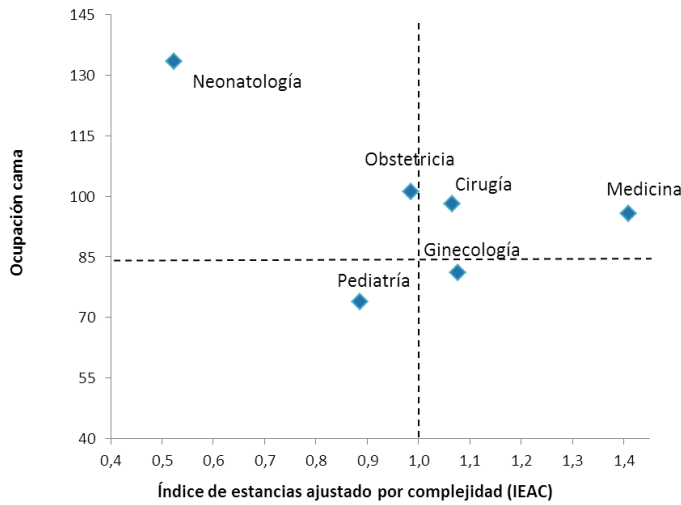 145
130
115
100
85
70
55
40
Ocupación cama
Neonatología
Obstetricia
Cirugía
Medicina
Ginecología
Pediatría
0,4 0,5 0,6 0,7 0,8 0,9 1,0 1,1 1,2 1,3 1,4
Índice de estancias ajustado por complejidad (IEAC)